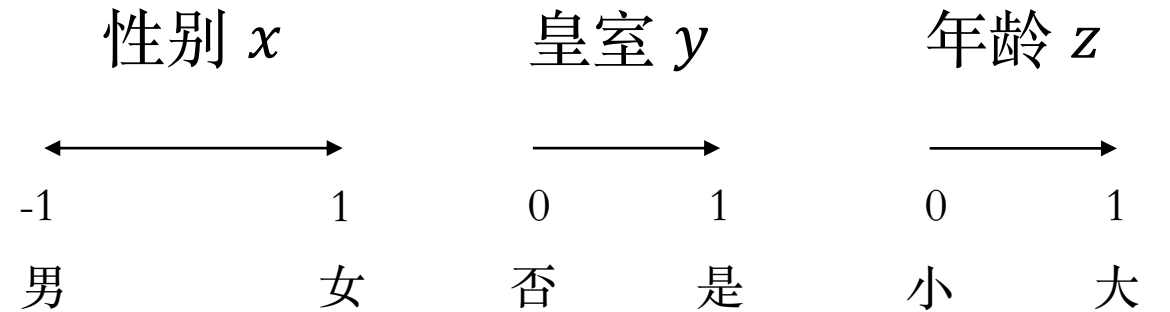 性别 x 皇室 y 年龄 z
-1 1 0 1 0 1
男 女 否 是 小 大